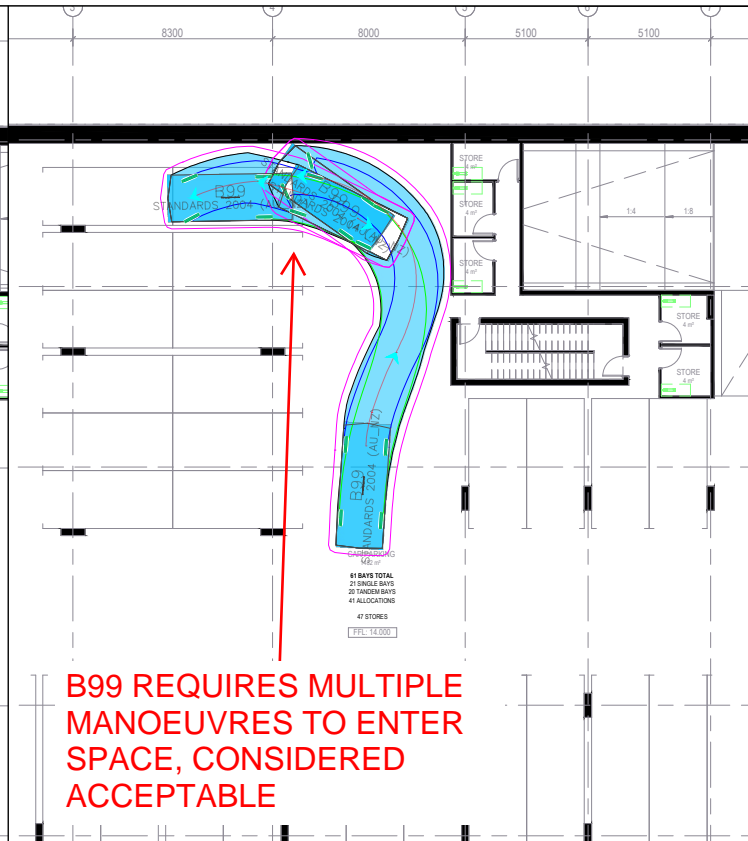 3
4
5
6
7
8300
8000
5100
5100
STORE
4 m²
STORE
4 m²
STORE
4 m²
1:4
1:8
B99
STANDARDS 2004
B99
STORE
4 m²
STORE
4 m²
B99
STANDARDS 2004 (AU_NZ)
CAR PARKING
61 BAYS TOTAL
21 SINGLE BAYS
20 TANDEM BAYS
41 ALLOCATIONS
47 STORES
FFL: 14.000
B99 REQUIRES MULTIPLE
MANOEUVRES TO ENTER
SPACE, CONSIDERED
ACCEPTABLE